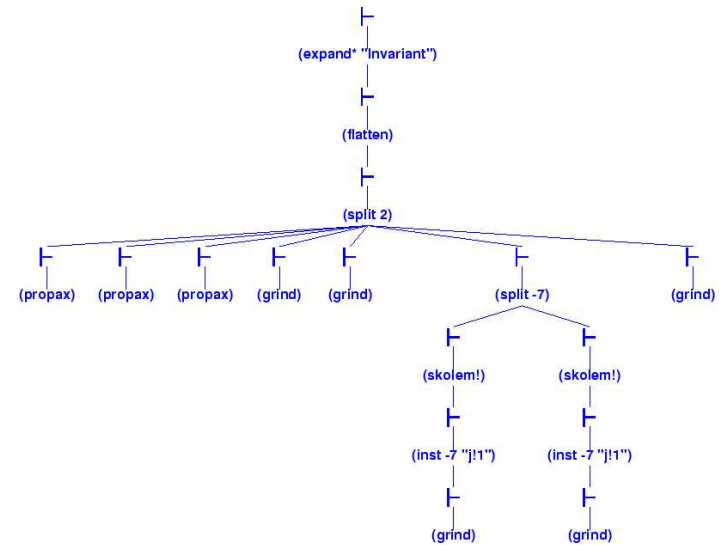 (expand* "Invariant")
(flatten)
(split 2)
(propax) (propax) (propax) (grind) (grind) (split -7) (grind)
(skolem!) (skolem!)
(inst -7 "j!1") (inst -7 "j!1")
(grind) (grind)